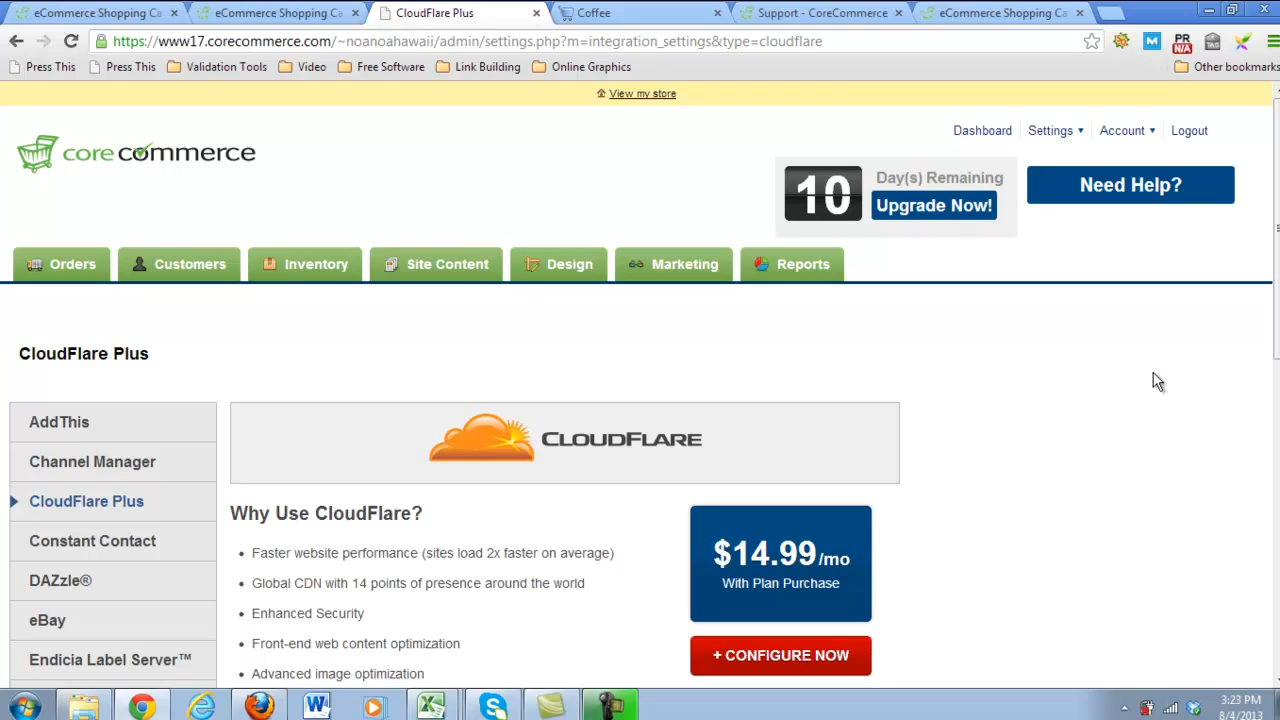 eCommerce Shopping Ca
eCommerce Shopping Ca
CloudFlare Plus
Coffee
Support - CoreCommerce
eCommerce Shopping Ca
https://www17.corecommerce.com/~noanoahawaii/admin/settings.php?m=integration_settings&type=cloudflare
M
PR
N/A
TAG
Press This
Press This
Validation Tools
Video
Free Software
Link Building
Online Graphics
Other bookmarks
View my store
corecommerce
Dashboard
Settings
Account
Logout
10
Day(s) Remaining
Upgrade Now!
Need Help?
Orders
Customers
Inventory
Site Content
Design
Marketing
Reports
CloudFlare Plus
AddThis
Channel Manager
CloudFlare Plus
Constant Contact
DAZzle®
eBay
Endicia Label Server™
CLOUDFLARE
Why Use CloudFlare?
Faster website performance (sites load 2x faster on average)
Global CDN with 14 points of presence around the world
Enhanced Security
Front-end web content optimization
Advanced image optimization
$14.99/mo
With Plan Purchase
+ CONFIGURE NOW
3:23 PM
8/4/2013